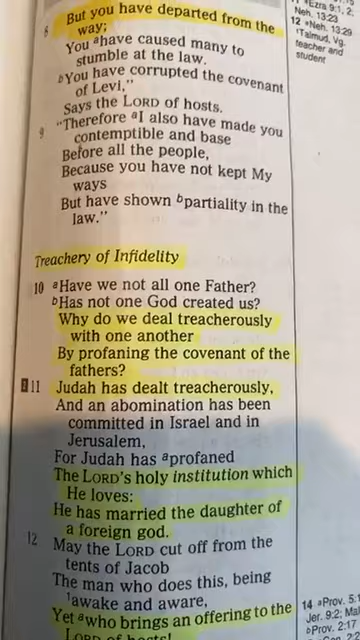 8 But you have departed from the
way;
You ᵃhave caused many to
stumble at the law.
ᵇYou have corrupted the covenant
of Levi,”
Says the LORD of hosts.
9 “Therefore ᵃI also have made you
contemptible and base
Before all the people,
Because you have not kept My
ways
But have shown ᵇpartiality in the
law.”
Treachery of Infidelity
10 ᵃHave we not all one Father?
ᵇHas not one God created us?
Why do we deal treacherously
with one another
By profaning the covenant of the
fathers?
11 Judah has dealt treacherously,
And an abomination has been
committed in Israel and in
Jerusalem,
For Judah has ᵃprofaned
The LORD’s holy institution which
He loves:
He has married the daughter of
a foreign god.
12 May the LORD cut off from the
tents of Jacob
The man who does this, being
¹awake and aware,
Yet ᵃwho brings an offering to the
LORD of hosts!
ᵃEzra 9:1, 2;
Neh. 13:23
12 ᵃNeh. 13:29
¹Talmud, Vg.
teacher and
student
14 ᵃProv. 5:1
Jer. 9:2; Mal
ᵇProv. 2:17